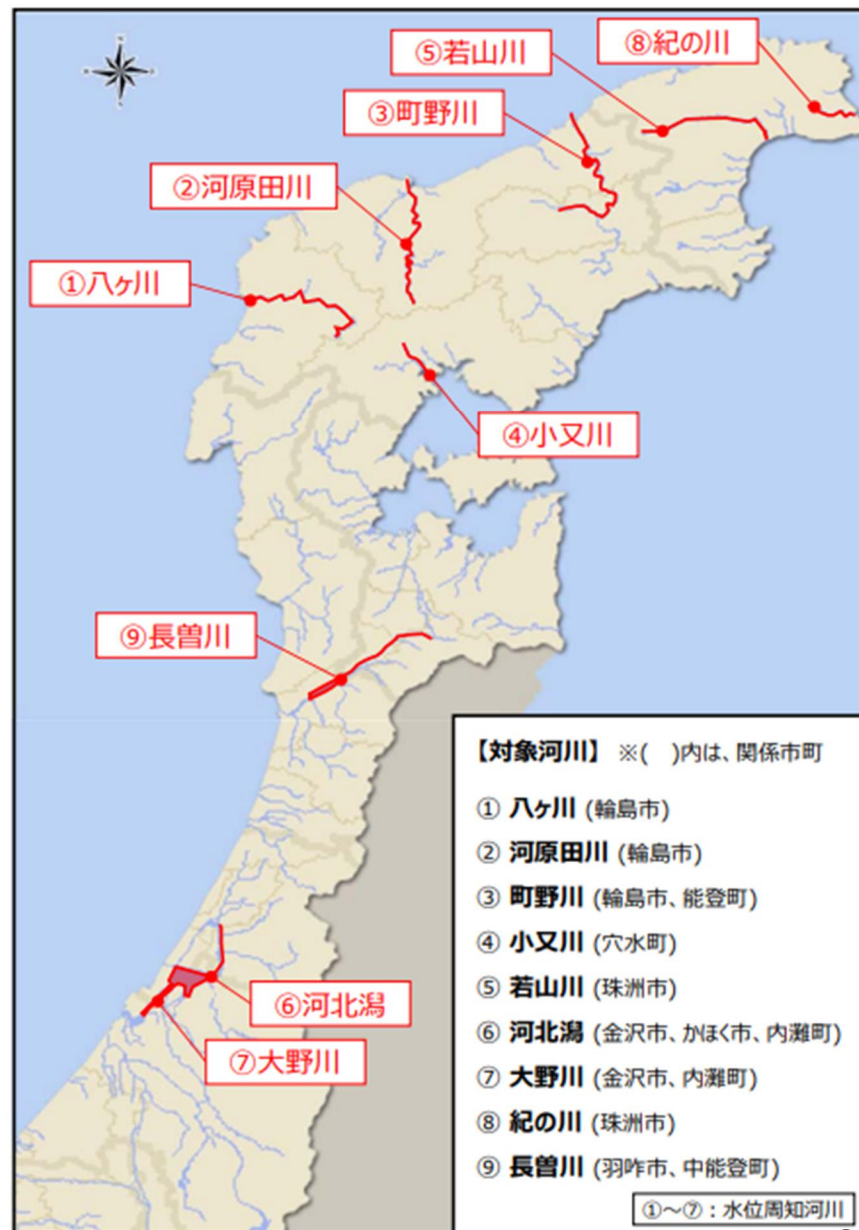 ⑧紀の川
⑤若山川
③町野川
②河原田川
①八ヶ川
④小又川
⑨長曽川
⑥河北潟
⑦大野川
【対象河川】 ※( )内は、関係市町
① 八ヶ川 (輪島市)
② 河原田川 (輪島市)
③ 町野川 (輪島市、能登町)
④ 小又川 (穴水町)
⑤ 若山川 (珠洲市)
⑥ 河北潟 (金沢市、かほく市、内灘町)
⑦ 大野川 (金沢市、内灘町)
⑧ 紀の川 (珠洲市)
⑨ 長曽川 (羽咋市、中能登町)
①～⑦：水位周知河川